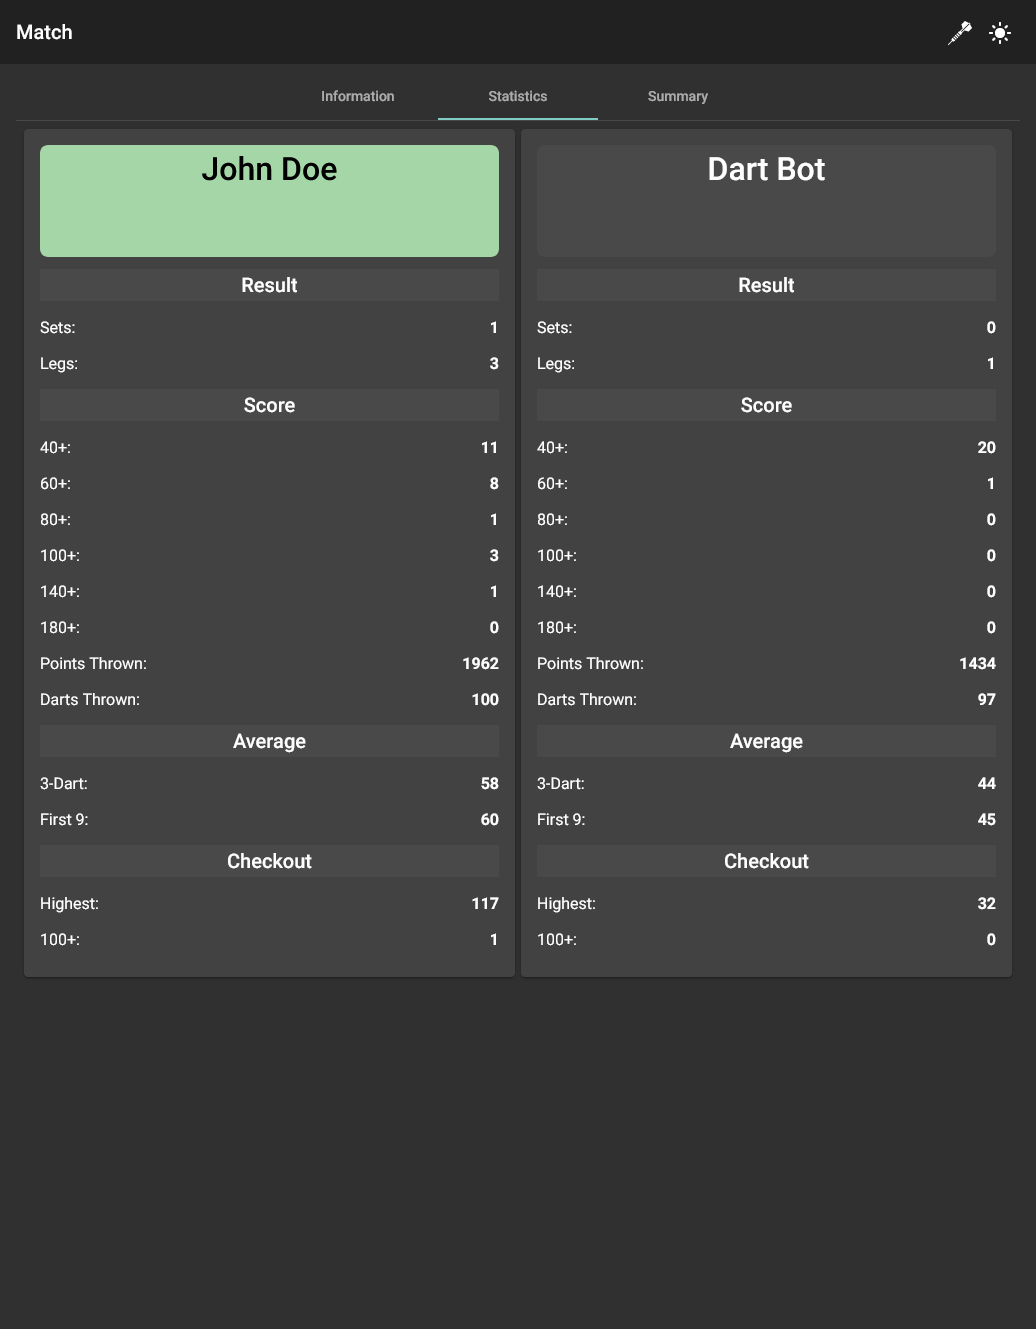 Match
Information
Statistics
Summary
John Doe
Result
Sets: 1
Legs: 3
Score
40+: 11
60+: 8
80+: 1
100+: 3
140+: 1
180+: 0
Points Thrown: 1962
Darts Thrown: 100
Average
3-Dart: 58
First 9: 60
Checkout
Highest: 117
100+: 1
Dart Bot
Result
Sets: 0
Legs: 1
Score
40+: 20
60+: 1
80+: 0
100+: 0
140+: 0
180+: 0
Points Thrown: 1434
Darts Thrown: 97
Average
3-Dart: 44
First 9: 45
Checkout
Highest: 32
100+: 0